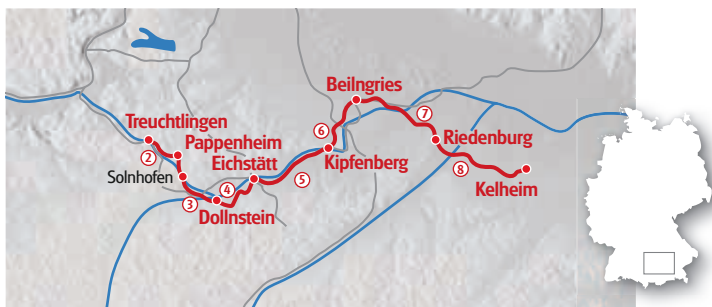 Beilngries
Treuchtlingen
⑦
⑥
Pappenheim
②
Riedenburg
Eichstätt
Kipfenberg
Solnhofen
⑧
⑤
④
Kelheim
③
Dollnstein